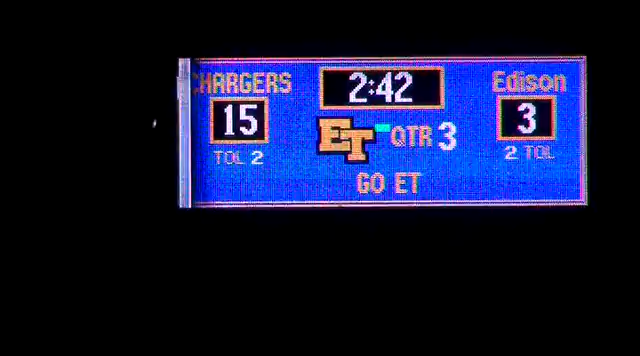 CHARGERS 2:42 Edison
15 ET QTR 3 3
TOL 2 2 TOL
GO ET